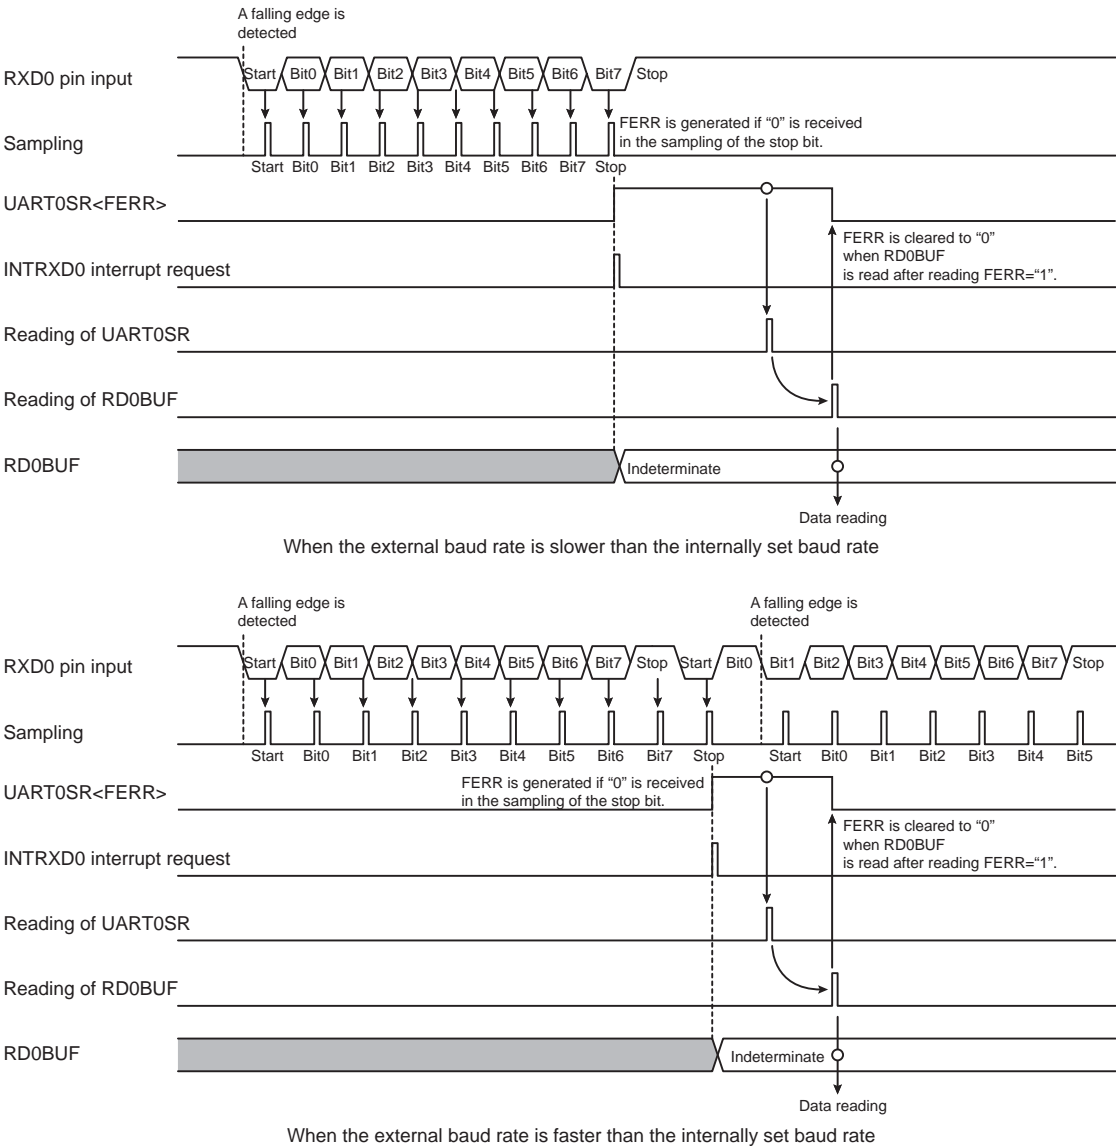 A falling edge is
detected
RXD0 pin input
Start Bit0 Bit1 Bit2 Bit3 Bit4 Bit5 Bit6 Bit7 Stop
FERR is generated if “0” is received
in the sampling of the stop bit.
Sampling
Start Bit0 Bit1 Bit2 Bit3 Bit4 Bit5 Bit6 Bit7 Stop
UART0SR<FERR>
FERR is cleared to “0”
when RD0BUF
is read after reading FERR=“1”.
INTRXD0 interrupt request
Reading of UART0SR
Reading of RD0BUF
RD0BUF
Indeterminate
Data reading
When the external baud rate is slower than the internally set baud rate
A falling edge is
detected
A falling edge is
detected
RXD0 pin input
Start Bit0 Bit1 Bit2 Bit3 Bit4 Bit5 Bit6 Bit7 Stop Start Bit0 Bit1 Bit2 Bit3 Bit4 Bit5 Bit6 Bit7 Stop
Sampling
Start Bit0 Bit1 Bit2 Bit3 Bit4 Bit5 Bit6 Bit7 Stop Start Bit0 Bit1 Bit2 Bit3 Bit4 Bit5
FERR is generated if “0” is received
in the sampling of the stop bit.
UART0SR<FERR>
FERR is cleared to “0”
when RD0BUF
is read after reading FERR=“1”.
INTRXD0 interrupt request
Reading of UART0SR
Reading of RD0BUF
RD0BUF
Indeterminate
Data reading
When the external baud rate is faster than the internally set baud rate